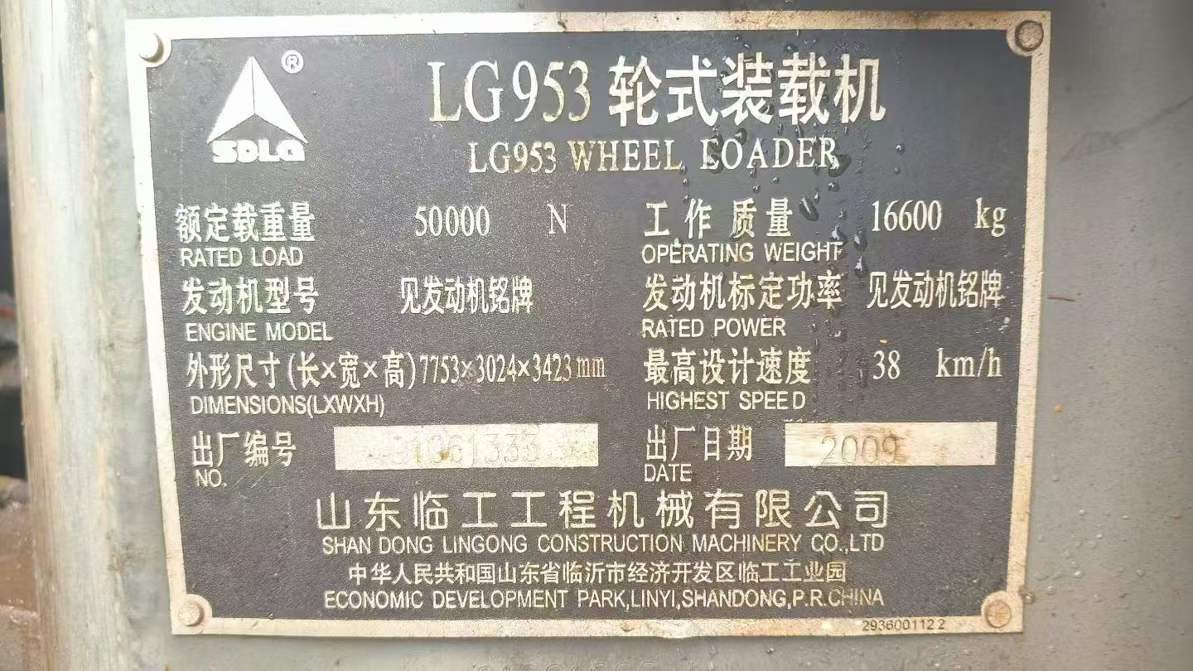 SDLG ®
LG953 轮式装载机
LG953 WHEEL LOADER
额定载重量 50000 N 工作质量 16600 kg
RATED LOAD OPERATING WEIGHT
发动机型号 见发动机铭牌 发动机标定功率 见发动机铭牌
ENGINE MODEL RATED POWER
外形尺寸(长×宽×高)7753×3024×3423mm 最高设计速度 38 km/h
DIMENSIONS(LXWXH) HIGHEST SPEED
出厂编号 出厂日期 2009
NO. DATE
山东临工工程机械有限公司
SHAN DONG LINGONG CONSTRUCTION MACHINERY CO.,LTD
中华人民共和国山东省临沂市经济开发区临工工业园
ECONOMIC DEVELOPMENT PARK,LINYI,SHANDONG,P.R.CHINA
2936001122